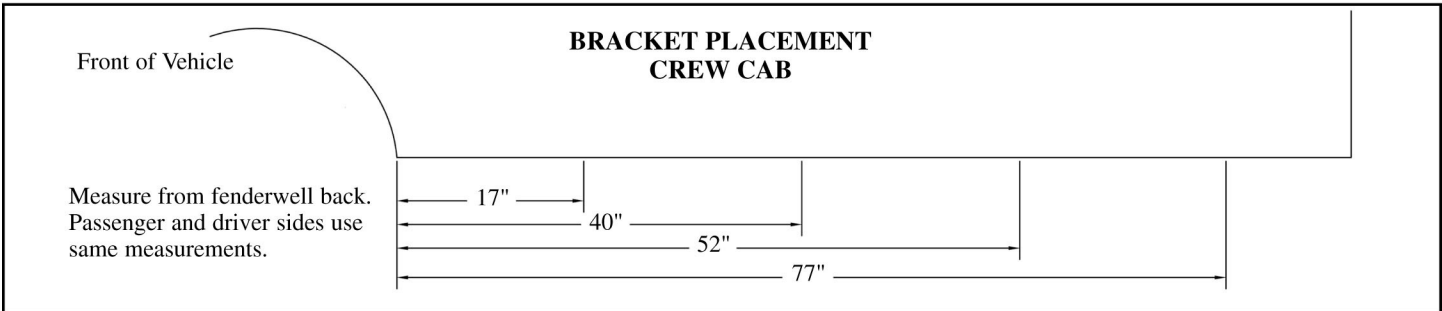 BRACKET PLACEMENT
CREW CAB
Front of Vehicle
Measure from fenderwell back.
Passenger and driver sides use
same measurements.
17"
40"
52"
77"